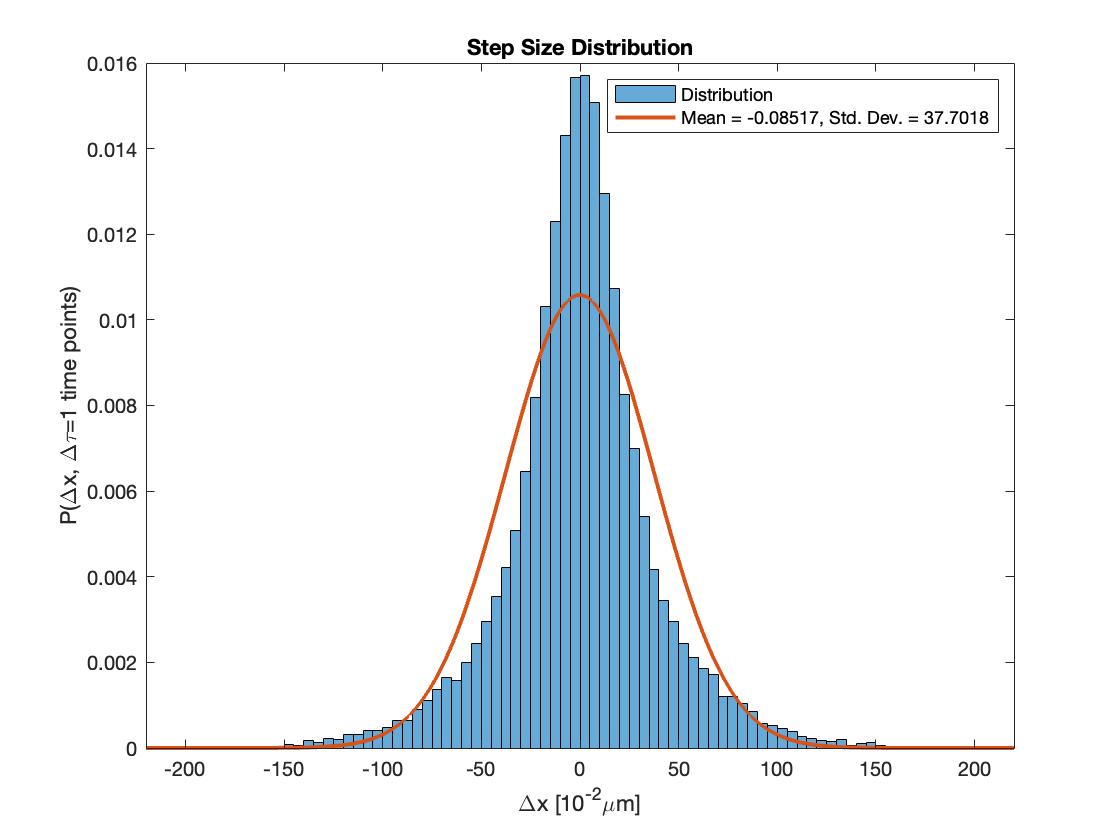 Step Size Distribution
Distribution
Mean = -0.08517, Std. Dev. = 37.7018
P(Δx, Δτ=1 time points)
0.016
0.014
0.012
0.01
0.008
0.006
0.004
0.002
0
-200 -150 -100 -50 0 50 100 150 200
Δx [10⁻²μm]